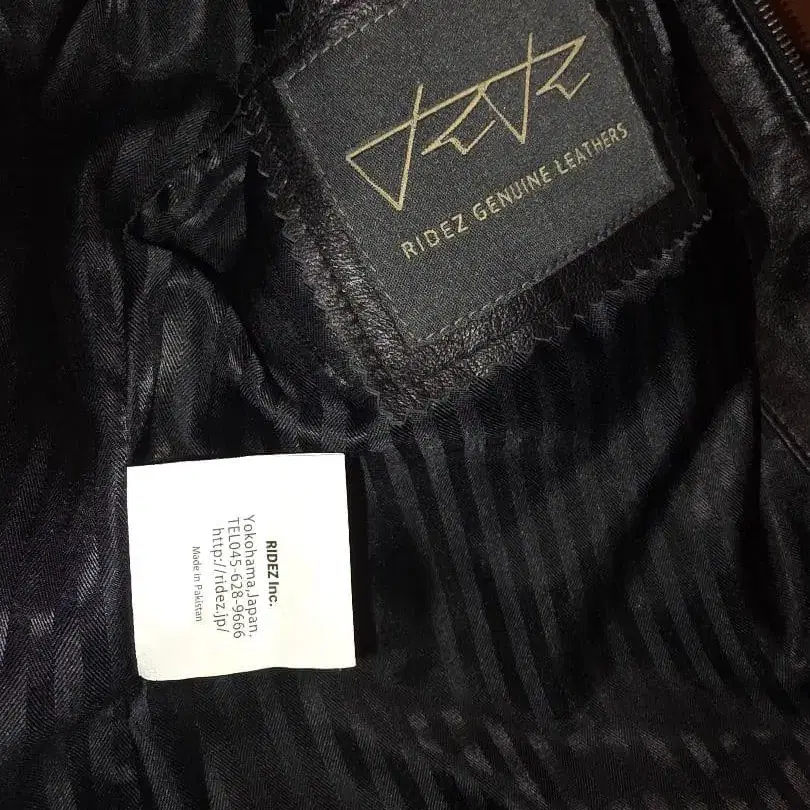 RIDEZ GENUINE LEATHERS
RIDEZ Inc.
Yokohama,Japan.
TEL045-628-9666
http://ridez.jp/
Made in Pakistan